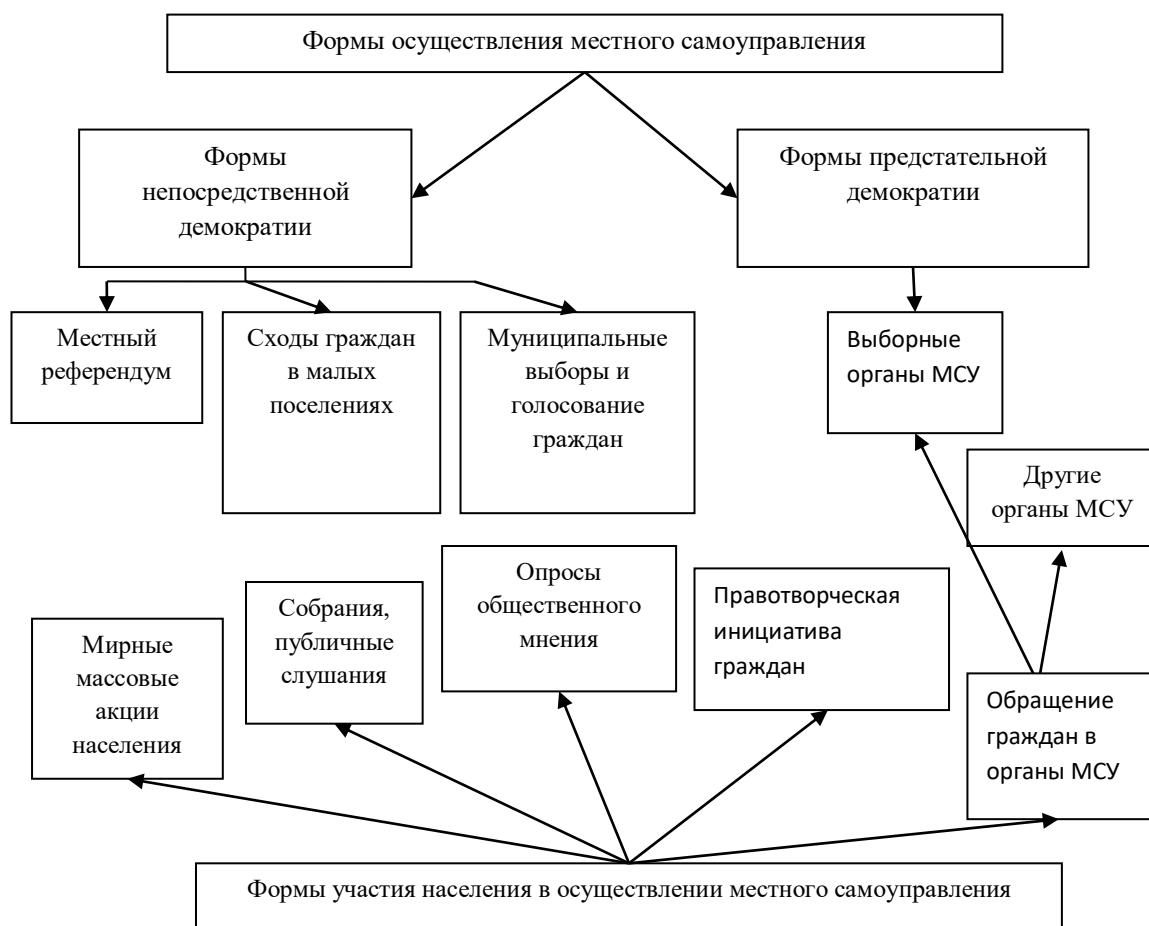 Формы осуществления местного самоуправления
Формы
непосредственной
демократии
Формы предстательной
демократии
Местный
референдум
Сходы граждан
в малых
поселениях
Муниципальные
выборы и
голосование
граждан
Выборные
органы МСУ
Другие
органы МСУ
Мирные
массовые
акции
населения
Собрания,
публичные
слушания
Опросы
общественного
мнения
Правотворческая
инициатива
граждан
Обращение
граждан в
органы МСУ
Формы участия населения в осуществлении местного самоуправления